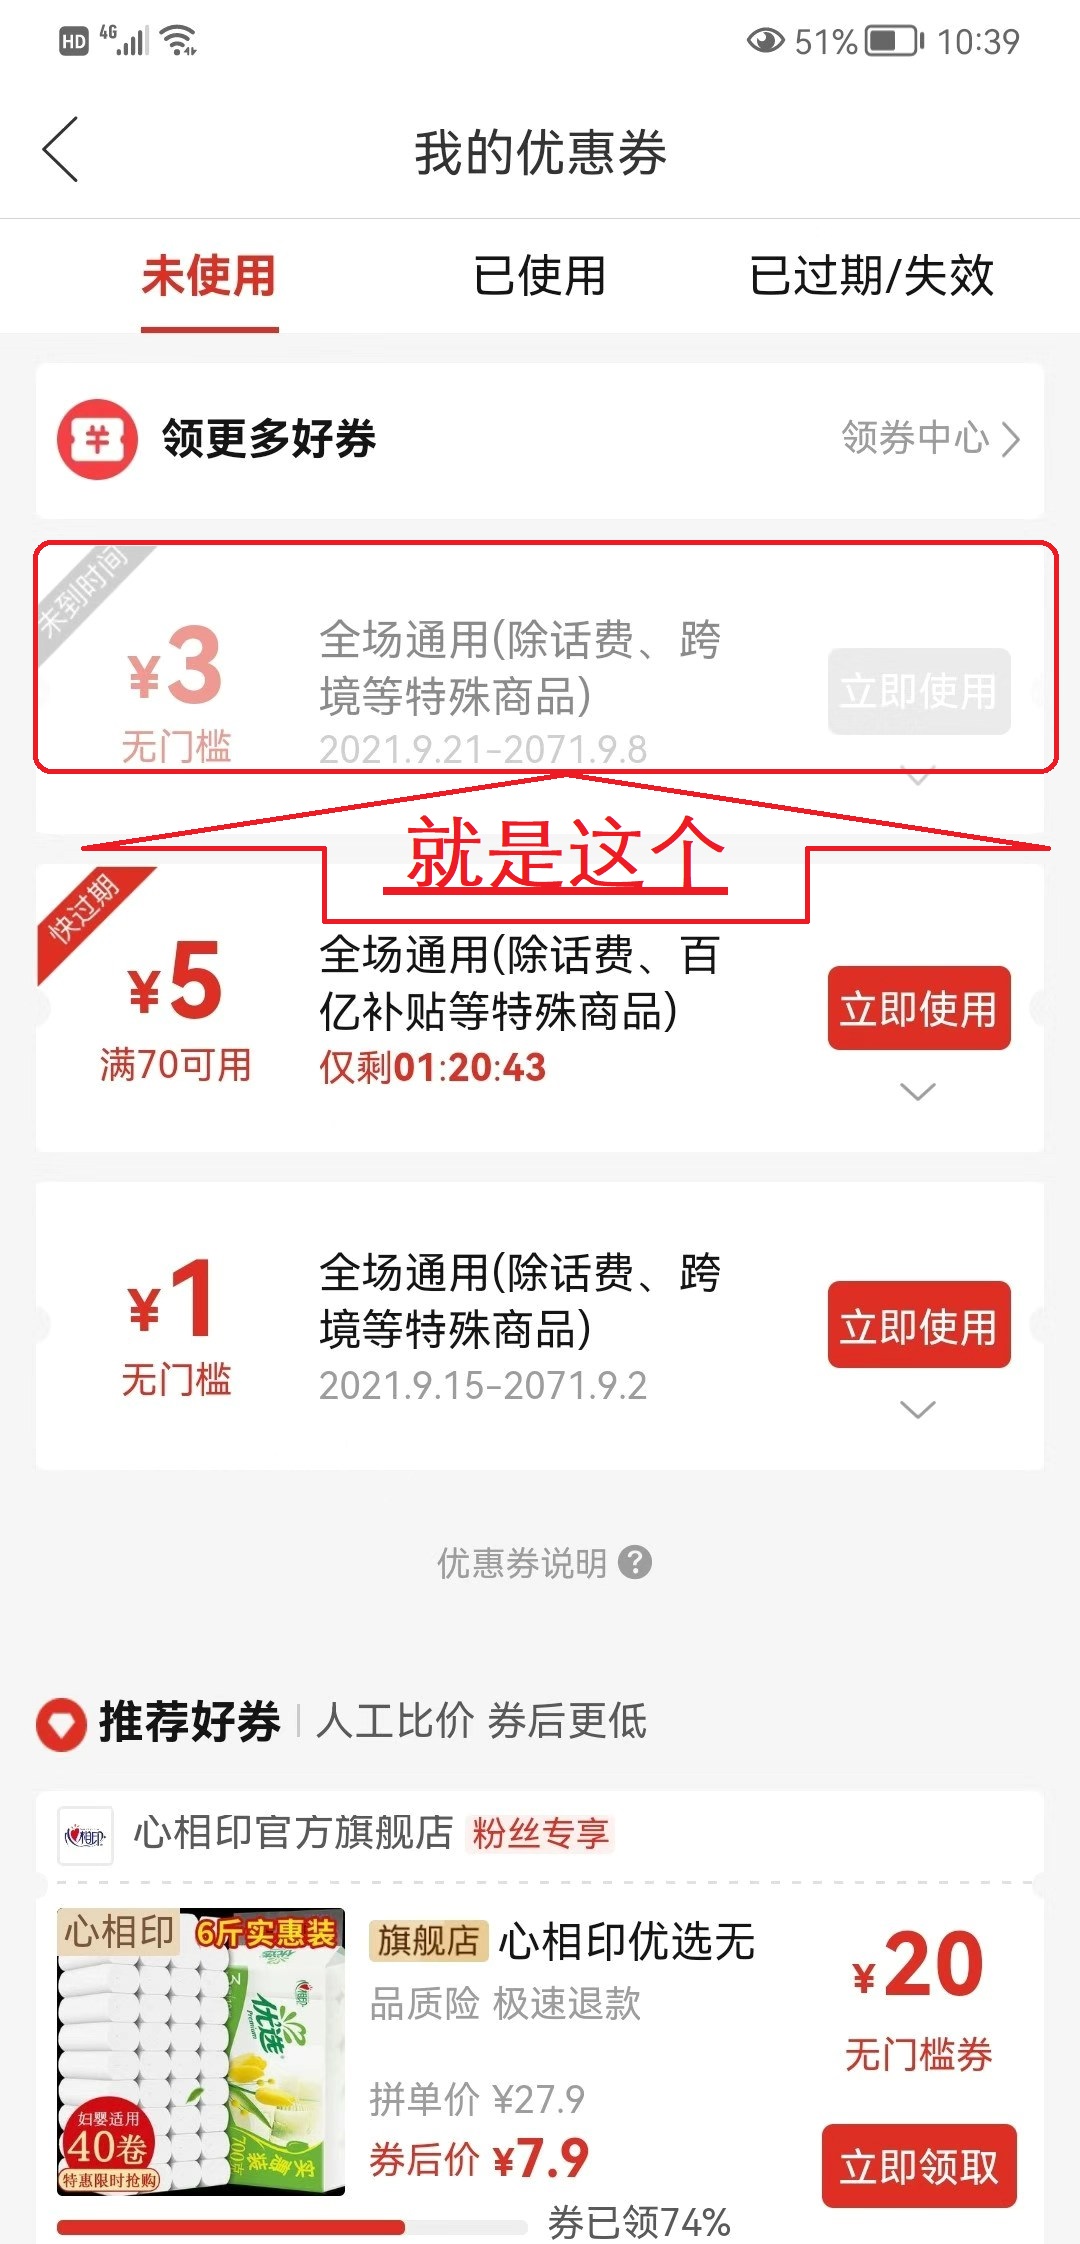 HD 4G 51% 10:39
我的优惠券
未使用 已使用 已过期/失效
领更多好券 领券中心
未到时间
¥3
无门槛
全场通用(除话费、跨
境等特殊商品)
2021.9.21-2071.9.8
立即使用
就是这个
快过期
¥5
满70可用
全场通用(除话费、百
亿补贴等特殊商品)
仅剩01:20:43
立即使用
¥1
无门槛
全场通用(除话费、跨
境等特殊商品)
2021.9.15-2071.9.2
立即使用
优惠券说明 ?
推荐好券 人工比价 券后更低
心相印
心相印官方旗舰店 粉丝专享
心相印 6斤实惠装
优选
Premium
妇婴适用
40卷
特惠限时抢购
旗舰店 心相印优选无
品质险 极速退款
拼单价 ¥27.9
券后价 ¥7.9
¥20
无门槛券
立即领取
券已领74%